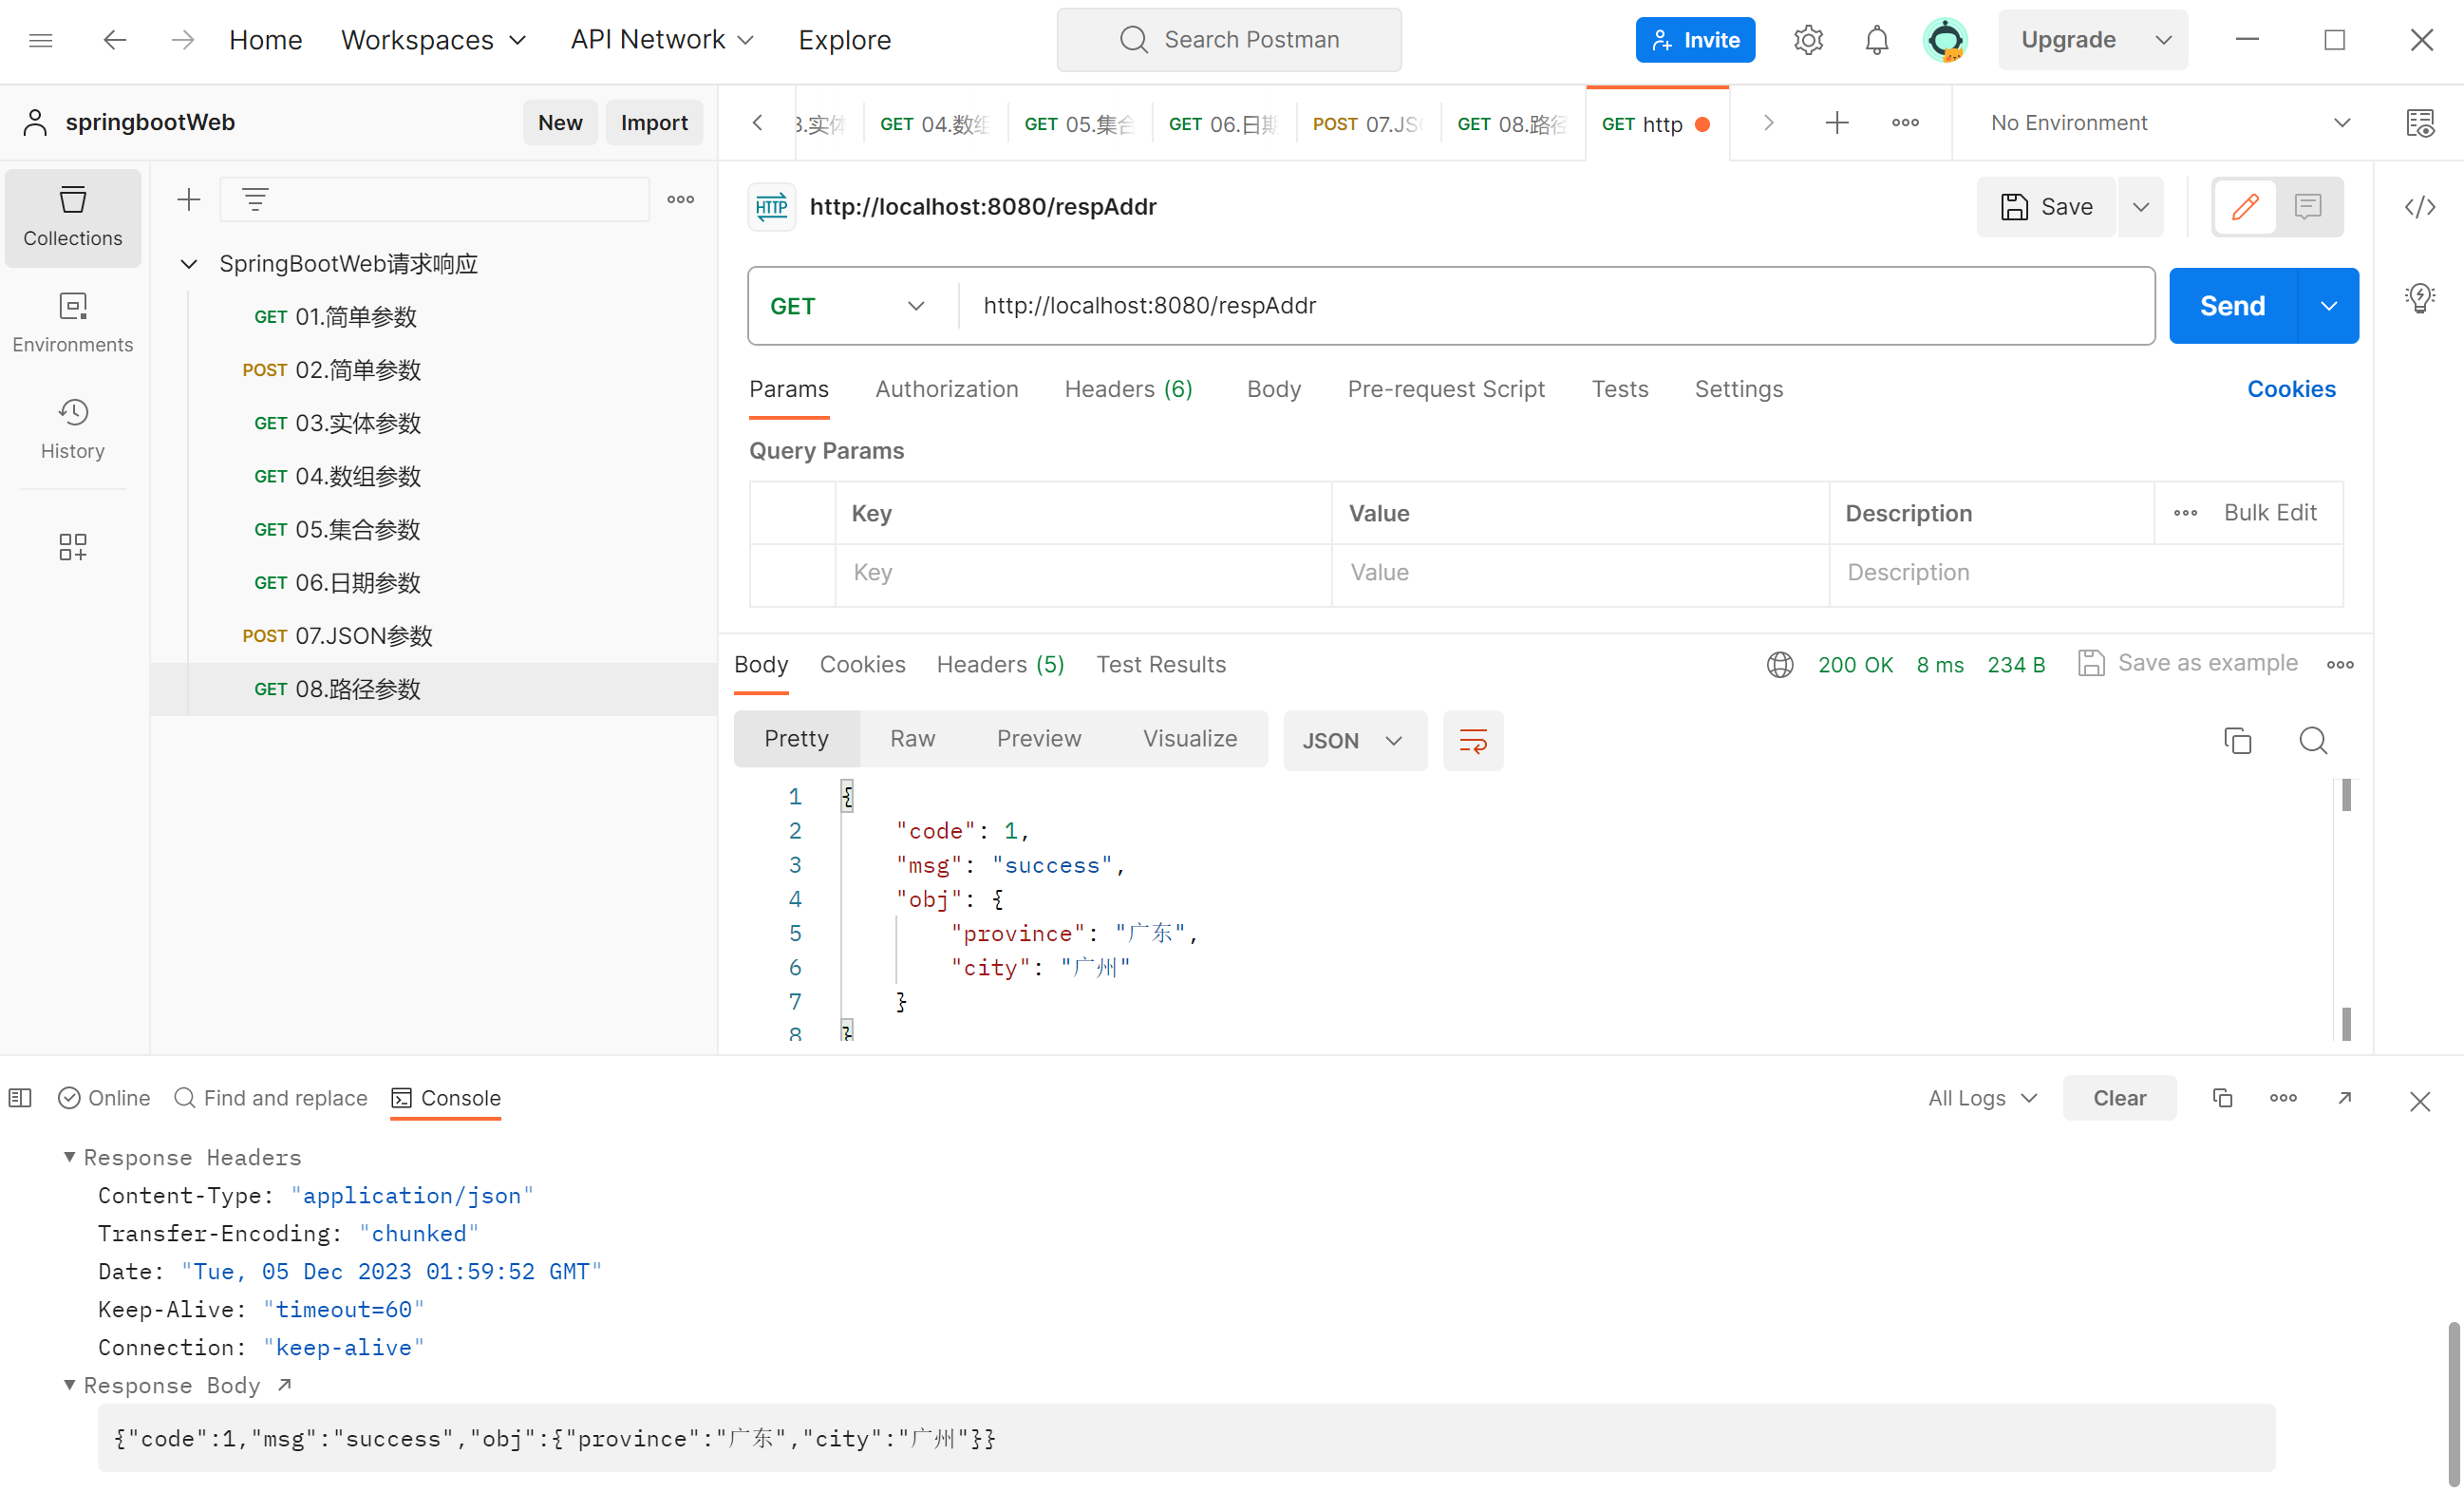 Home Workspaces API Network Explore Search Postman Invite Upgrade
springbootWeb New Import
3.实体 GET 04.数组 GET 05.集合 GET 06.日期 POST 07.JS GET 08.路径 GET http No Environment
Collections
Environments
History
SpringBootWeb请求响应
GET 01.简单参数
POST 02.简单参数
GET 03.实体参数
GET 04.数组参数
GET 05.集合参数
GET 06.日期参数
POST 07.JSON参数
GET 08.路径参数
HTTP http://localhost:8080/respAddr Save
GET http://localhost:8080/respAddr Send
Params Authorization Headers (6) Body Pre-request Script Tests Settings Cookies
Query Params
Key Value Description Bulk Edit
Key Value Description
Body Cookies Headers (5) Test Results 200 OK 8 ms 234 B Save as example
Pretty Raw Preview Visualize JSON
1 {
2 "code": 1,
3 "msg": "success",
4 "obj": {
5 "province": "广东",
6 "city": "广州"
7 }
8 }
Online Find and replace Console All Logs Clear
Response Headers
Content-Type: "application/json"
Transfer-Encoding: "chunked"
Date: "Tue, 05 Dec 2023 01:59:52 GMT"
Keep-Alive: "timeout=60"
Connection: "keep-alive"
Response Body
{"code":1,"msg":"success","obj":{"province":"广东","city":"广州"}}